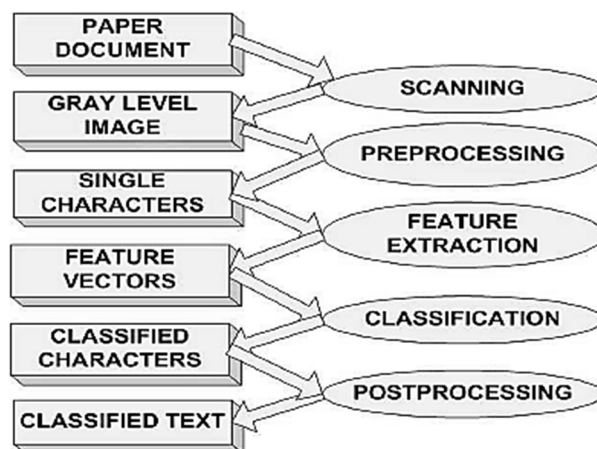 PAPER
DOCUMENT
SCANNING
GRAY LEVEL
IMAGE
PREPROCESSING
SINGLE
CHARACTERS
FEATURE
EXTRACTION
FEATURE
VECTORS
CLASSIFICATION
CLASSIFIED
CHARACTERS
POSTPROCESSING
CLASSIFIED TEXT